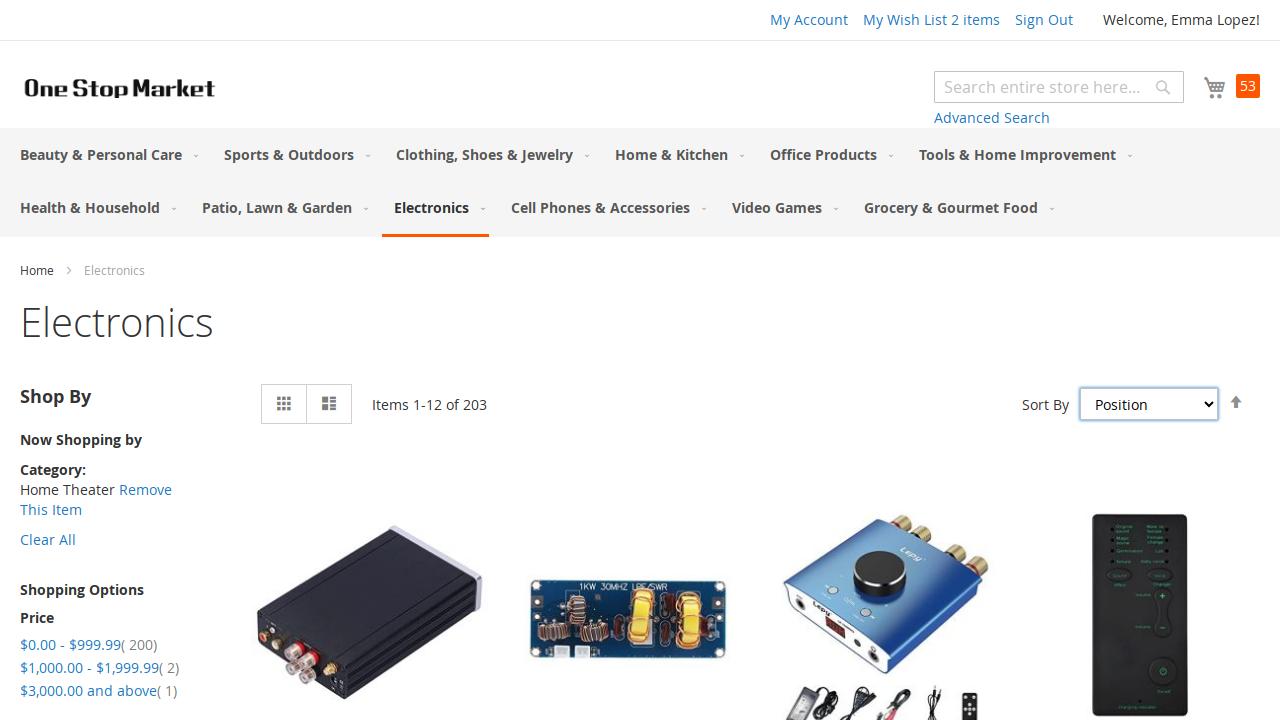 My Account My Wish List 2 items Sign Out Welcome, Emma Lopez!
One Stop Market
Search entire store here...
53
Advanced Search
Beauty & Personal Care Sports & Outdoors Clothing, Shoes & Jewelry Home & Kitchen Office Products Tools & Home Improvement
Health & Household Patio, Lawn & Garden Electronics Cell Phones & Accessories Video Games Grocery & Gourmet Food
Home Electronics
Electronics
Shop By
Now Shopping by
Category:
Home Theater Remove
This Item
Clear All
Shopping Options
Price
$0.00 - $999.99( 200)
$1,000.00 - $1,999.99( 2)
$3,000.00 and above( 1)
Items 1-12 of 203
Sort By Position
1KW 30MHZ LPF/SWR
Lepy
Lepy